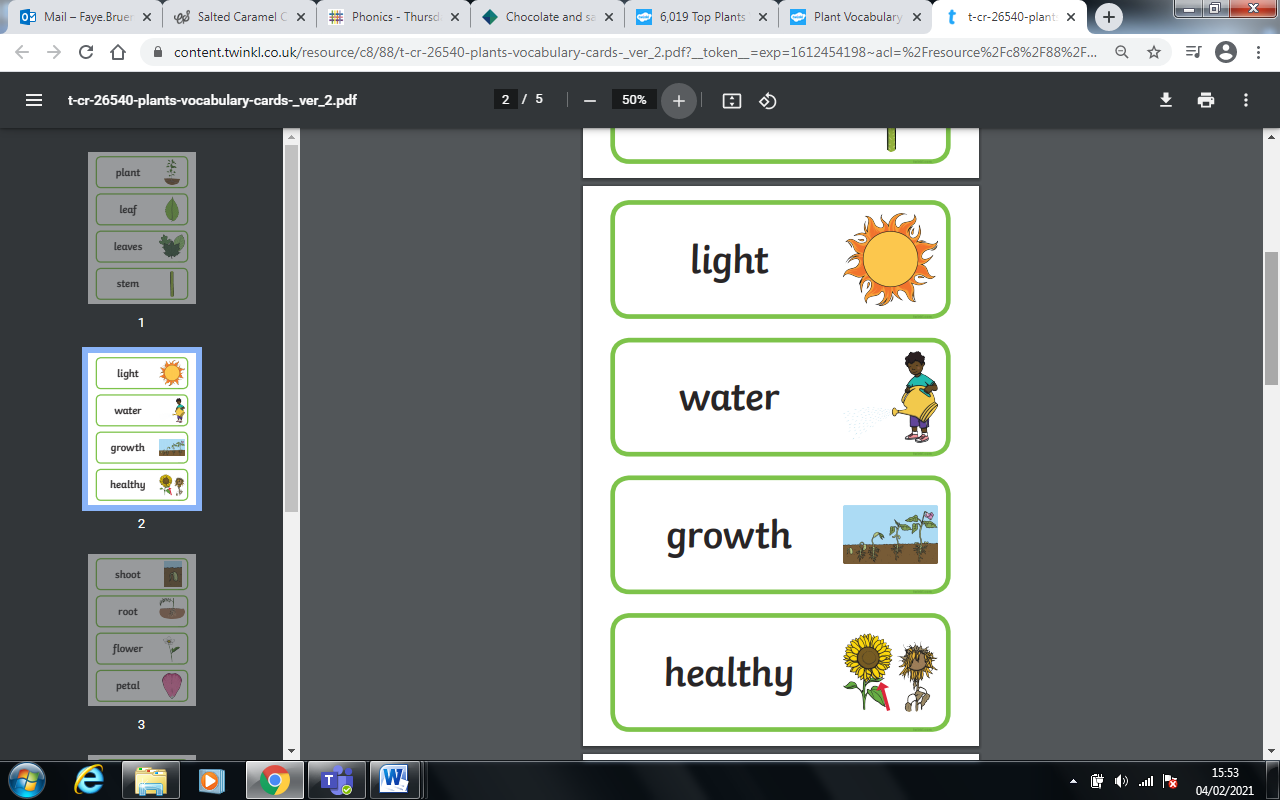 Mail – Faye.Bruer
Salted Caramel C
Phonics - Thursd
Chocolate and sa
6,019 Top Plants
Plant Vocabulary
t-cr-26540-plant
content.twinkl.co.uk/resource/c8/88/t-cr-26540-plants-vocabulary-cards-_ver_2.pdf?__token__=exp=1612454198~acl=%2Fresource%2Fc8%2F88%2F...
t-cr-26540-plants-vocabulary-cards-_ver_2.pdf
2 / 5
50%
plant
leaf
leaves
stem
1
light
water
growth
healthy
2
shoot
root
flower
petal
3
light
water
growth
healthy
15:53
04/02/2021